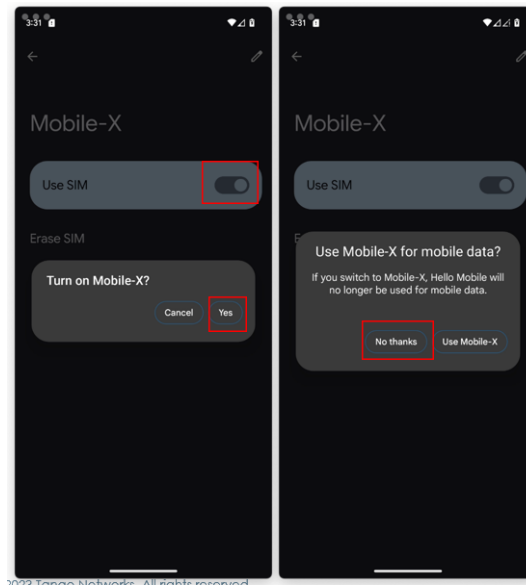 3:31
Mobile-X
Use SIM
Erase SIM
Turn on Mobile-X?
Cancel
Yes
3:31
Mobile-X
Use SIM
E
Use Mobile-X for mobile data?
If you switch to Mobile-X, Hello Mobile will
no longer be used for mobile data.
No thanks
Use Mobile-X
2023 Tango Networks. All rights reserved